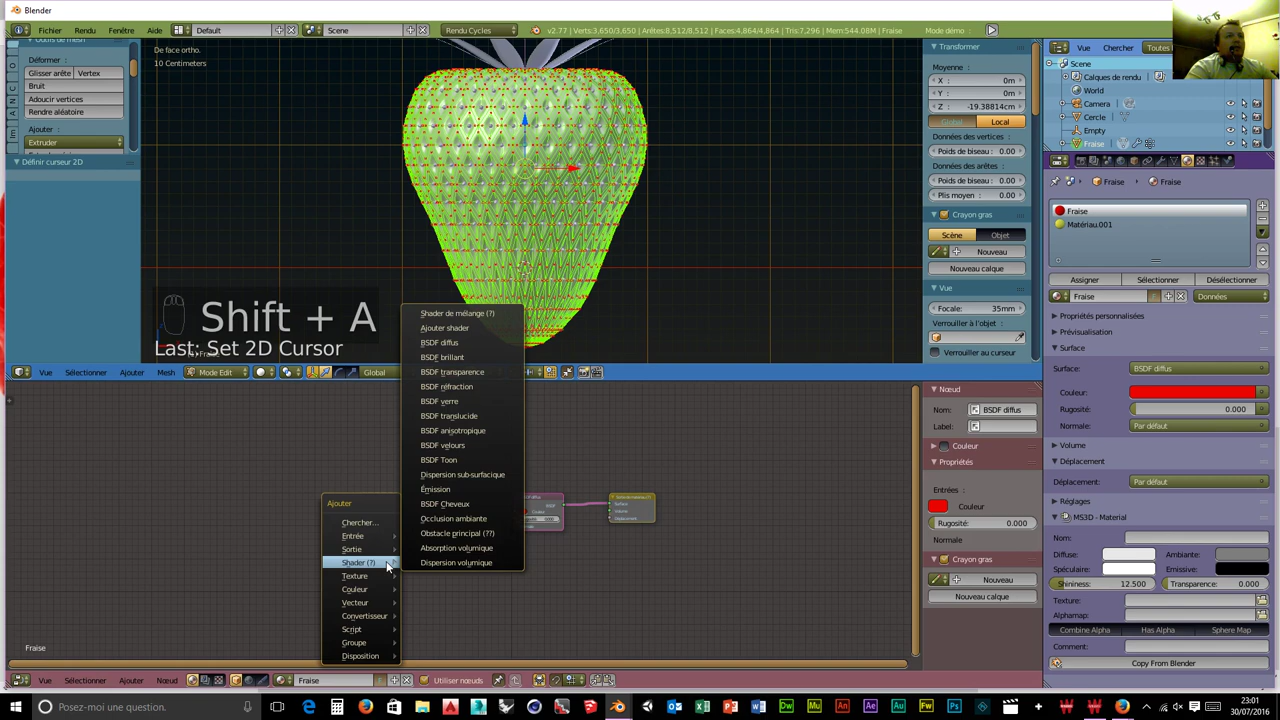 Blender
Fichier Rendu Fenêtre Aide Default Scene Rendu Cycles v2.77 | Verts:3,650/3,650 | Arêtes:8,512/8,512 | Faces:4,864/4,864 | Tris:7,296 | Mem:544.08M | Fraise Mode démo :
Outils de mesh
Déformer :
Glisser arête Vertex
Bruit
Adoucir vertices
Rendre aléatoire
Ajouter :
Extruder
Définir curseur 2D
De face ortho.
10 Centimeters
Shift + A
Last: Set 2D Cursor
Vue Sélectionner Ajouter Mesh Mode Edit Global
Transformer
Moyenne
X : 0m
Y : 0m
Z : -19.38814m
Global Local
Données des vertices :
Poids de biseau : 0.00
Données des arêtes :
Poids de biseau : 0.00
Plis moyen : 0.00
Crayon gras
Scène Objet
Nouveau
Nouveau calque
Vue
Focale: 35mm
Verrouiller à l'objet :
Verrouiller au curseur
Vue Chercher Toutes
Scene
Calques de rendu
World
Camera
Cercle
Empty
Fraise
Fraise Fraise
Fraise
Matériau.001
Assigner Sélectionner Désélectionner
Fraise Données
Propriétés personnalisées
Prévisualisation
Surface
Surface: BSDF diffus
Couleur:
Rugosité: 0.000
Normale: Par défaut
Volume
Déplacement
Déplacement: Par défaut
Réglages
MS3D - Material
Nom:
Diffuse: Ambiante:
Spéculaire: Emissive:
Shininess: 12.500 Transparence: 0.000
Texture:
Alphamap:
Combine Alpha Has Alpha Sphere Map
Comment:
Copy From Blender
Ajouter
Chercher...
Entrée
Sortie
Shader (?)
Texture
Couleur
Vecteur
Convertisseur
Script
Groupe
Disposition
Shader de mélange (?)
Ajouter shader
BSDF diffus
BSDF brillant
BSDF transparence
BSDF réfraction
BSDF verre
BSDF translucide
BSDF anisotropique
BSDF velours
BSDF Toon
Dispersion sub-surfacique
Émission
BSDF Cheveux
Occlusion ambiante
Obstacle principal (??)
Absorption volumique
Dispersion volumique
Nœud
Nom: BSDF diffus
Label:
Couleur
Propriétés
Entrées :
Couleur
Rugosité: 0.000
Normale
Crayon gras
Nouveau
Nouveau calque
Fraise
Vue Sélectionner Ajouter Nœud Fraise Utiliser nœuds
Posez-moi une question.
23:01
30/07/2016